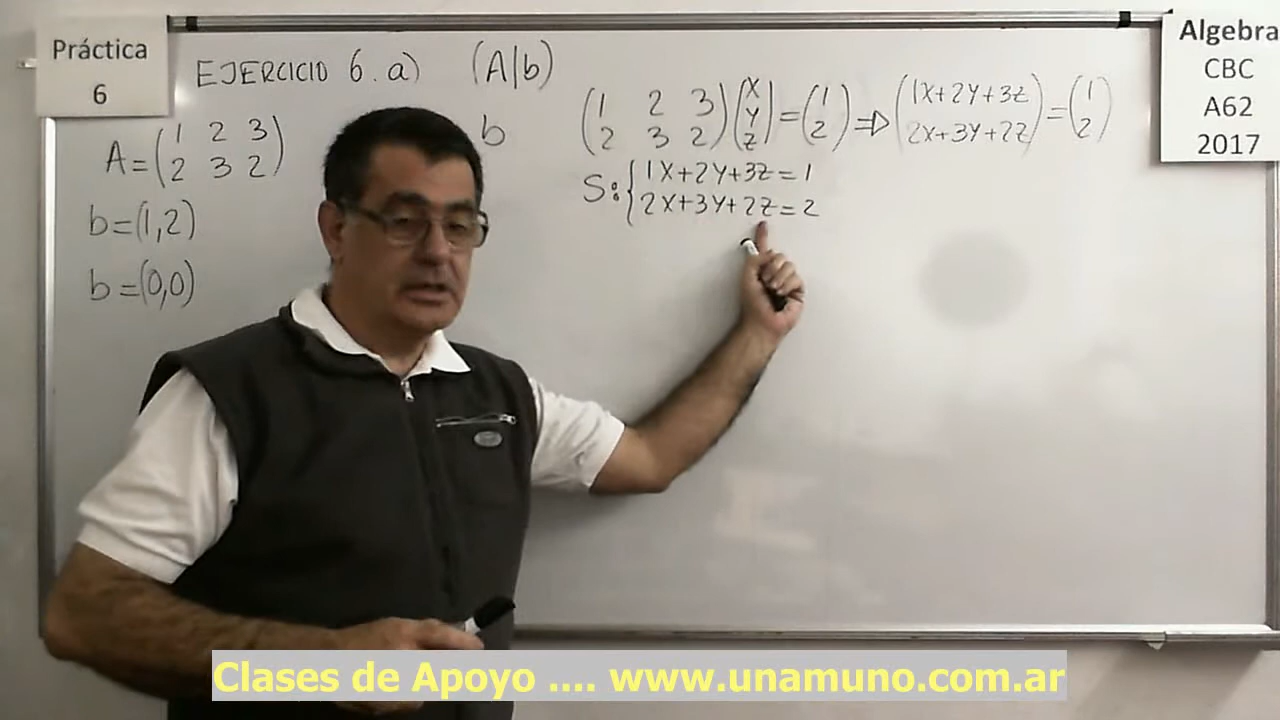 Práctica
6
EJERCICIO 6.a) (A|b)
A=(1 2 3
2 3 2)
b=(1,2)
b=(0,0)
b
(1 2 3
2 3 2)(X
Y
Z)=(1
2)⇒(1X+2Y+3Z
2X+3Y+2Z)=(1
2)
S:{1X+2Y+3Z=1
2X+3Y+2Z=2
Algebra
CBC
A62
2017
Clases de Apoyo .... www.unamuno.com.ar